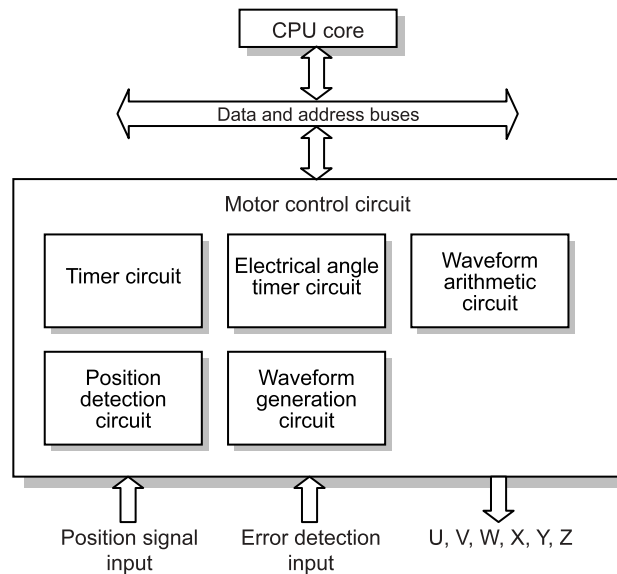 CPU core
Data and address buses
Motor control circuit
Timer circuit
Electrical angle
timer circuit
Waveform
arithmetic
circuit
Position
detection
circuit
Waveform
generation
circuit
Position signal
input
Error detection
input
U, V, W, X, Y, Z